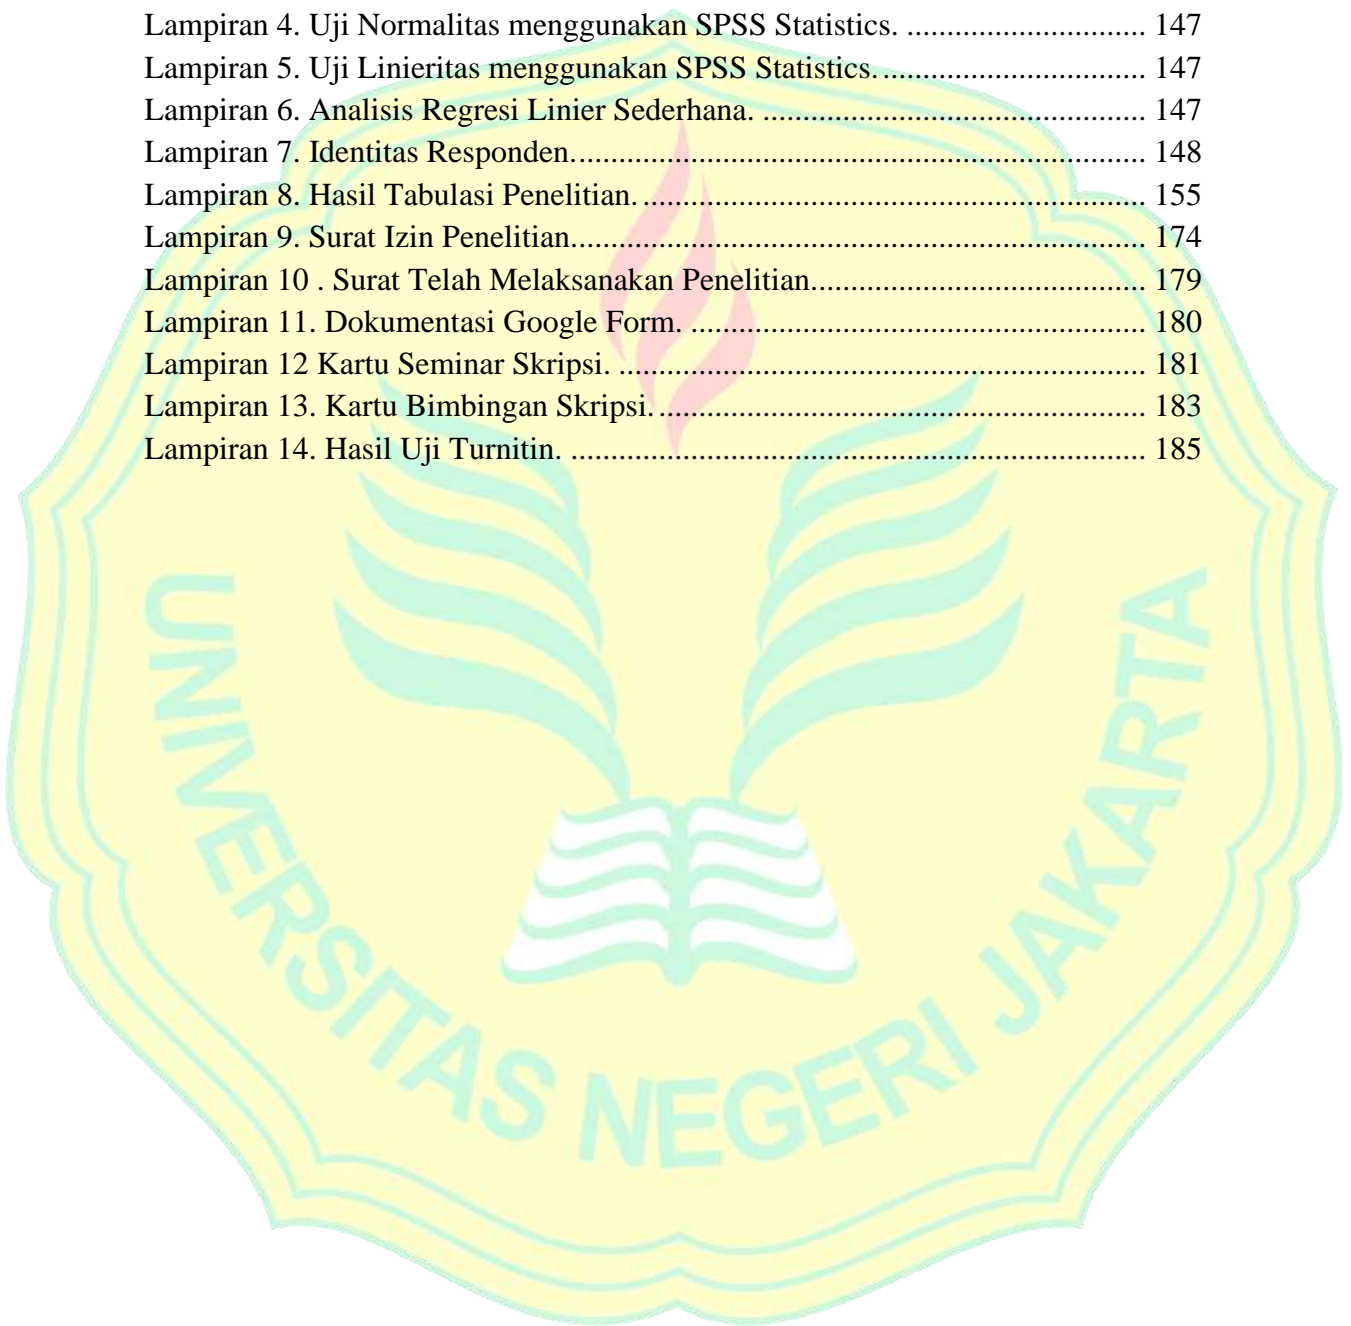 Lampiran 4. Uji Normalitas menggunakan SPSS Statistics. ............................ 147
Lampiran 5. Uji Linieritas menggunakan SPSS Statistics. ............................... 147
Lampiran 6. Analisis Regresi Linier Sederhana. ............................................. 147
Lampiran 7. Identitas Responden. .................................................................... 148
Lampiran 8. Hasil Tabulasi Penelitian. ............................................................ 155
Lampiran 9. Surat Izin Penelitian. .................................................................... 174
Lampiran 10 . Surat Telah Melaksanakan Penelitian. ....................................... 179
Lampiran 11. Dokumentasi Google Form. ...................................................... 180
Lampiran 12 Kartu Seminar Skripsi. ............................................................... 181
Lampiran 13. Kartu Bimbingan Skripsi. .......................................................... 183
Lampiran 14. Hasil Uji Turnitin. ..................................................................... 185
UNIVERSITAS NEGERI JAKARTA